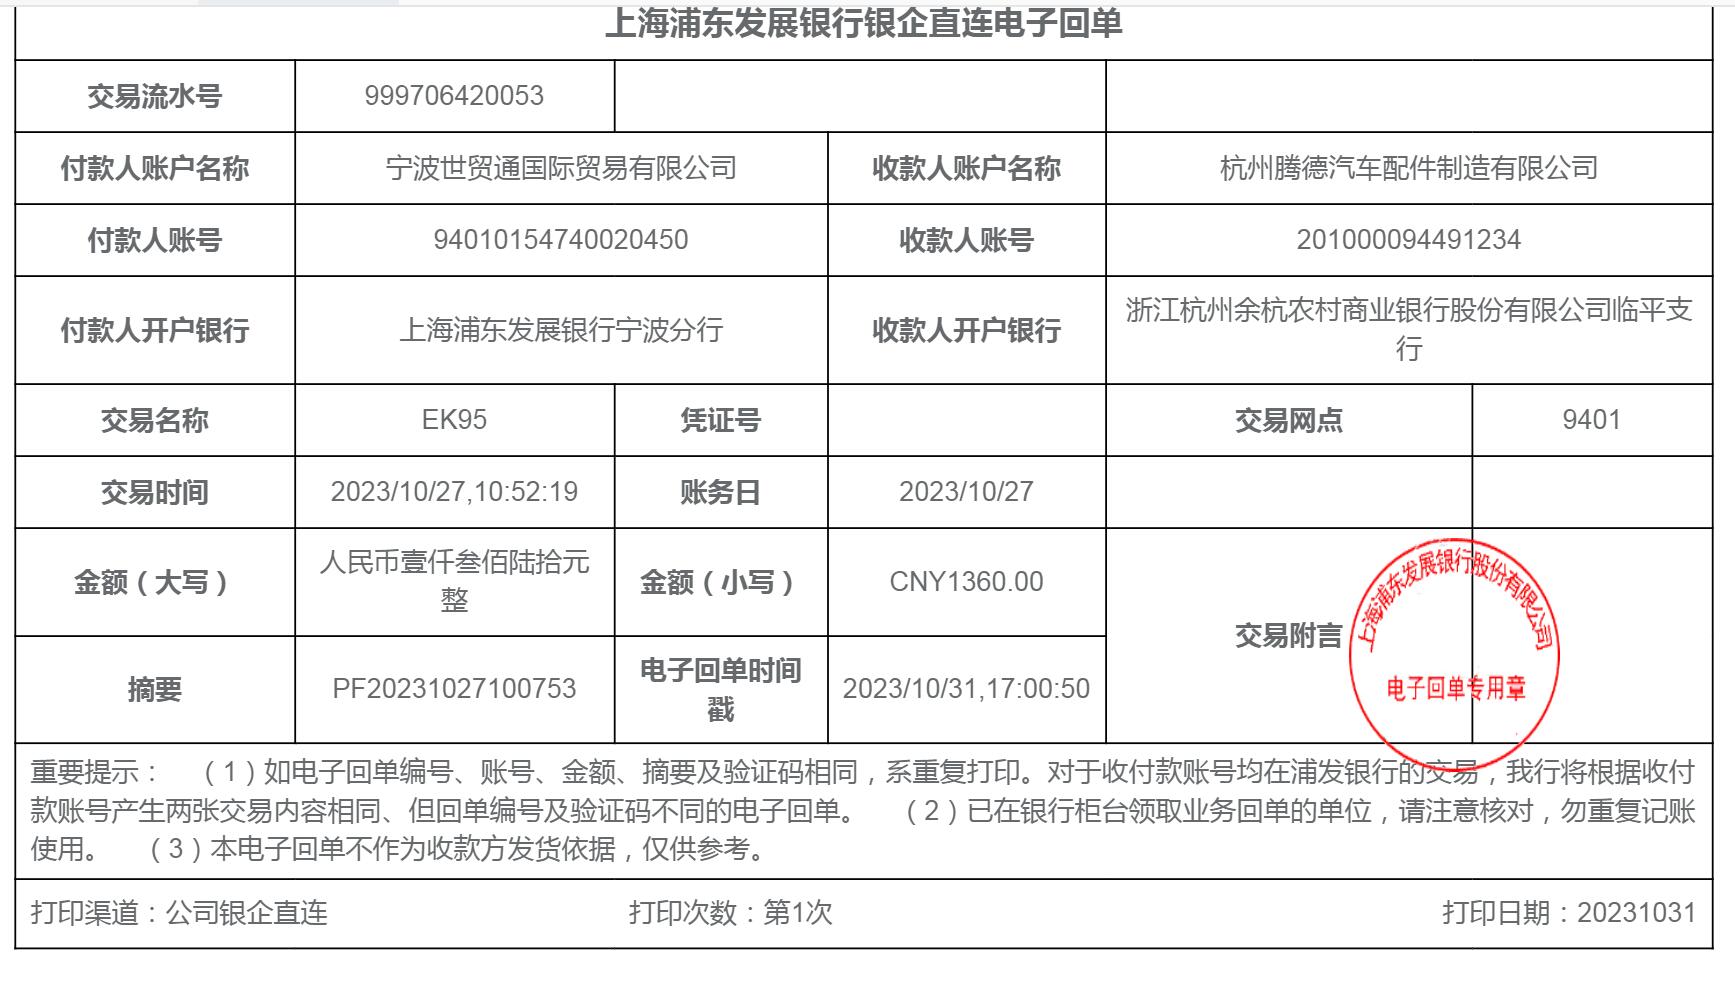 上海浦东发展银行银企直连电子回单
交易流水号 999706420053
付款人账户名称 宁波世贸通国际贸易有限公司 收款人账户名称 杭州腾德汽车配件制造有限公司
付款人账号 94010154740020450 收款人账号 201000094491234
付款人开户银行 上海浦东发展银行宁波分行 收款人开户银行 浙江杭州余杭农村商业银行股份有限公司临平支
行
交易名称 EK95 凭证号 交易网点 9401
交易时间 2023/10/27,10:52:19 账务日 2023/10/27
金额（大写） 人民币壹仟叁佰陆拾元
整
金额（小写） CNY1360.00
交易附言
上海浦东发展银行股份有限公司
电子回单专用章
摘要 PF20231027100753 电子回单时间
戳
2023/10/31,17:00:50
重要提示： （1）如电子回单编号、账号、金额、摘要及验证码相同，系重复打印。对于收付款账号均在浦发银行的交易，我行将根据收付
款账号产生两张交易内容相同、但回单编号及验证码不同的电子回单。 （2）已在银行柜台领取业务回单的单位，请注意核对，勿重复记账
使用。 （3）本电子回单不作为收款方发货依据，仅供参考。
打印渠道：公司银企直连 打印次数：第1次 打印日期：20231031